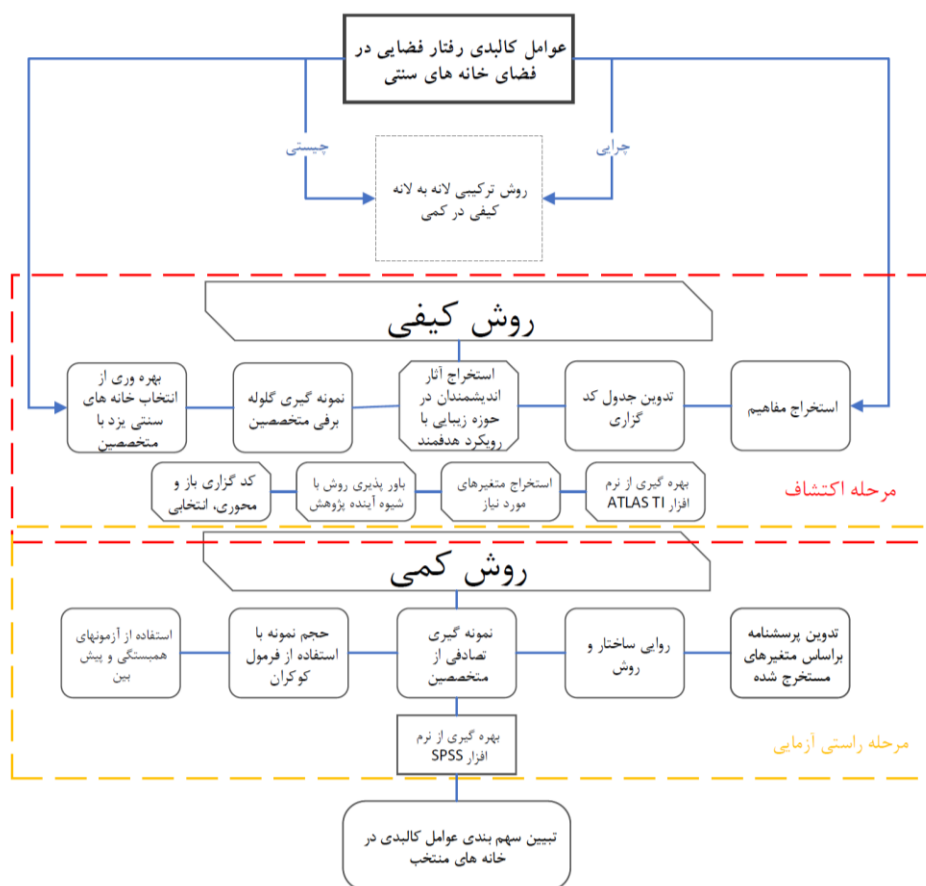 عوامل کالبدی رفتار فضایی در
فضای خانه های سنتی
چرایی
چیستی
روش ترکیبی لانه به لانه
کیفی در کمی
روش کیفی
استخراج مفاهیم
تدوین جدول کد
گزاری
استخراج آثار
اندیشمندان در
حوزه زیبایی با
رویکرد هدفمند
نمونه گیری گلوله
برفی متخصصین
بهره وری از
انتخاب خانه های
سنتی یزد با
متخصصین
بهره گیری از نرم
افزار ATLAS TI
استخراج متغیرهای
مورد نیاز
باور پذیری روش با
شیوه آینده پژوهش
کد گزاری باز و
محوری، انتخابی
مرحله اکتشاف
روش کمی
تدوین پرسشنامه
براساس متغیرهای
مستخرج شده
روایی ساختار و
روش
نمونه گیری
تصادفی از
متخصصین
حجم نمونه با
استفاده از فرمول
کوکران
استفاده از آزمونهای
همبستگی و پیش
بین
بهره گیری از نرم
افزار SPSS
مرحله راستی آزمایی
تبیین سهم بندی عوامل کالبدی در
خانه های منتخب